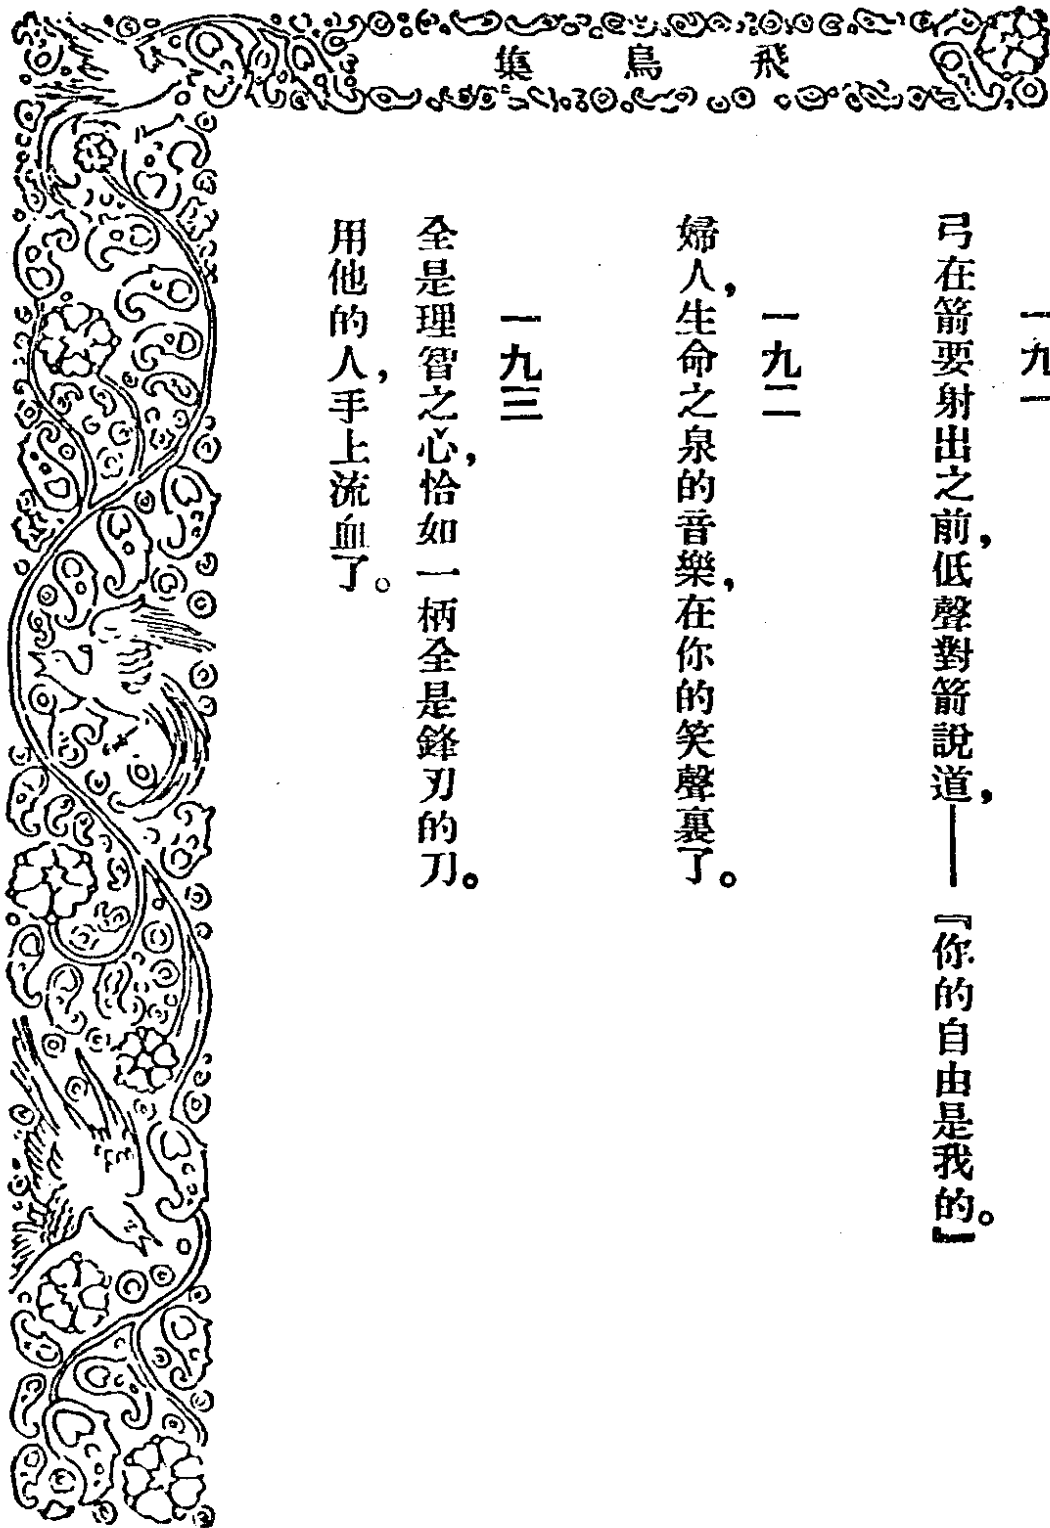 飛鳥集
一九一
弓在箭要射出之前,低聲對箭說道,——『你的自由是我的。』
一九二
婦人,生命之泉的音樂,在你的笑聲裏了。
一九三
全是理智之心,恰如一柄全是鋒刃的刀。
用他的人,手上流血了。